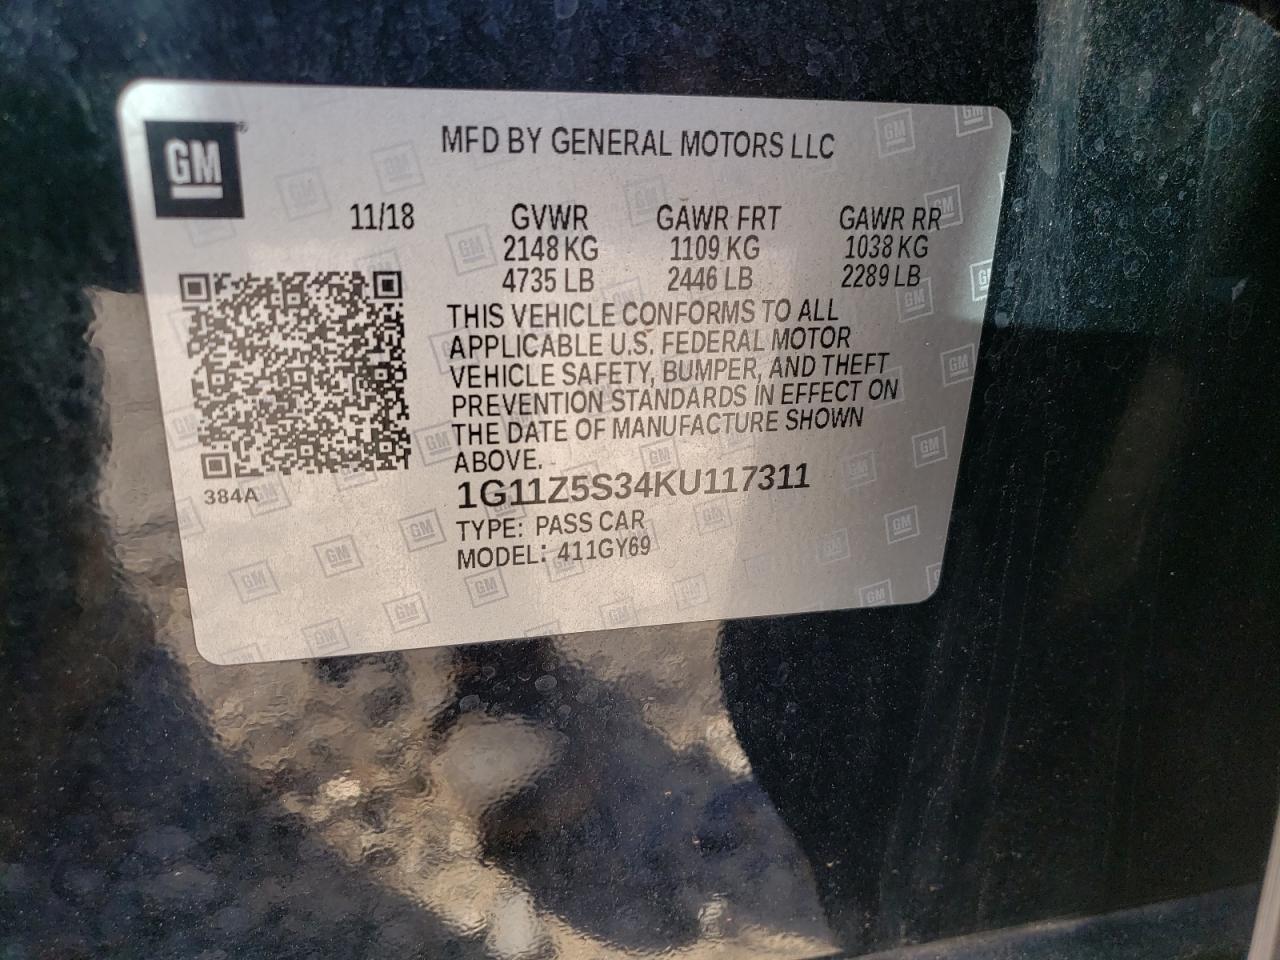 GM
MFD BY GENERAL MOTORS LLC
11/18 GVWR GAWR FRT GAWR RR
2148 KG 1109 KG 1038 KG
4735 LB 2446 LB 2289 LB
THIS VEHICLE CONFORMS TO ALL
APPLICABLE U.S. FEDERAL MOTOR
VEHICLE SAFETY, BUMPER, AND THEFT
PREVENTION STANDARDS IN EFFECT ON
THE DATE OF MANUFACTURE SHOWN
ABOVE.
384A
1G11Z5S34KU117311
TYPE: PASS CAR
MODEL: 411GY69